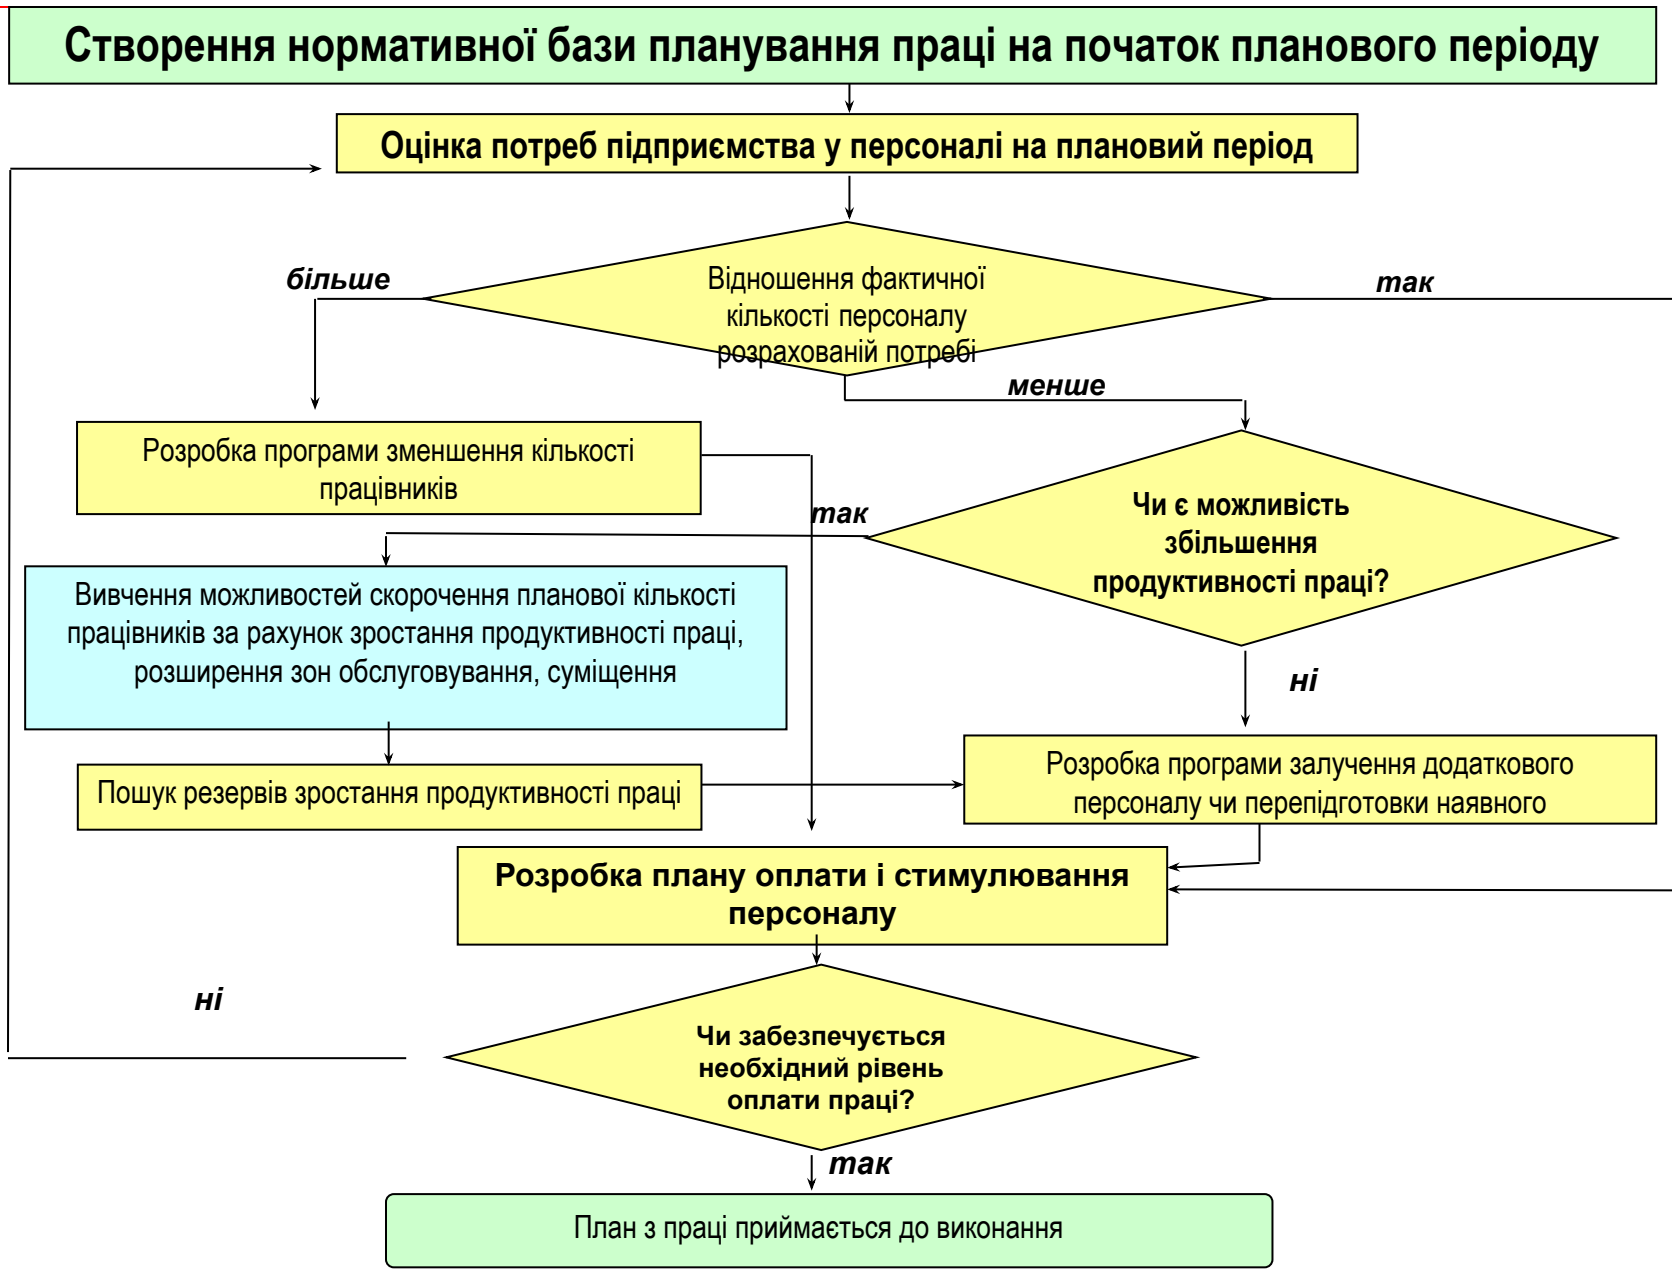 Створення нормативної бази планування праці на початок планового періоду
Оцінка потреб підприємства у персоналі на плановий період
більше
Відношення фактичної
кількості персоналу
розрахованій потребі
так
менше
Розробка програми зменшення кількості
працівників
так
Чи є можливість
збільшення
продуктивності праці?
Вивчення можливостей скорочення планової кількості
працівників за рахунок зростання продуктивності праці,
розширення зон обслуговування, суміщення
ні
Пошук резервів зростання продуктивності праці
Розробка програми залучення додаткового
персоналу чи перепідготовки наявного
Розробка плану оплати і стимулювання
персоналу
ні
Чи забезпечується
необхідний рівень
оплати праці?
так
План з праці приймається до виконання